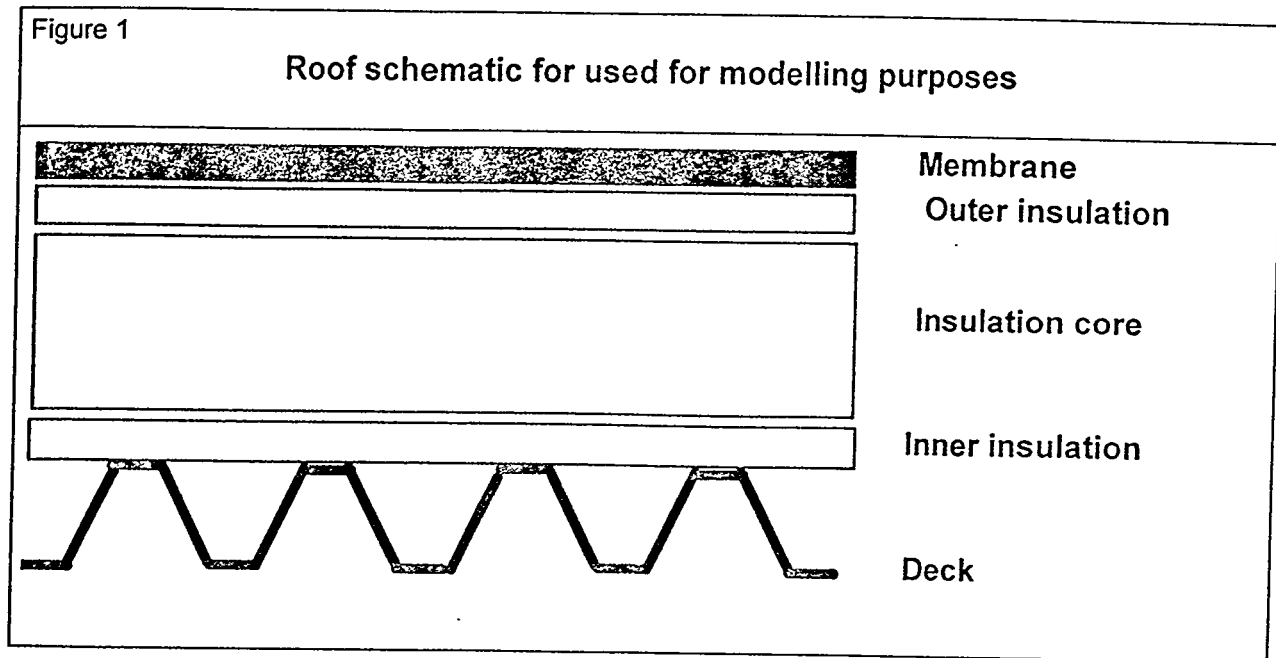 Figure 1
Roof schematic for used for modelling purposes
Membrane
Outer insulation
Insulation core
Inner insulation
Deck